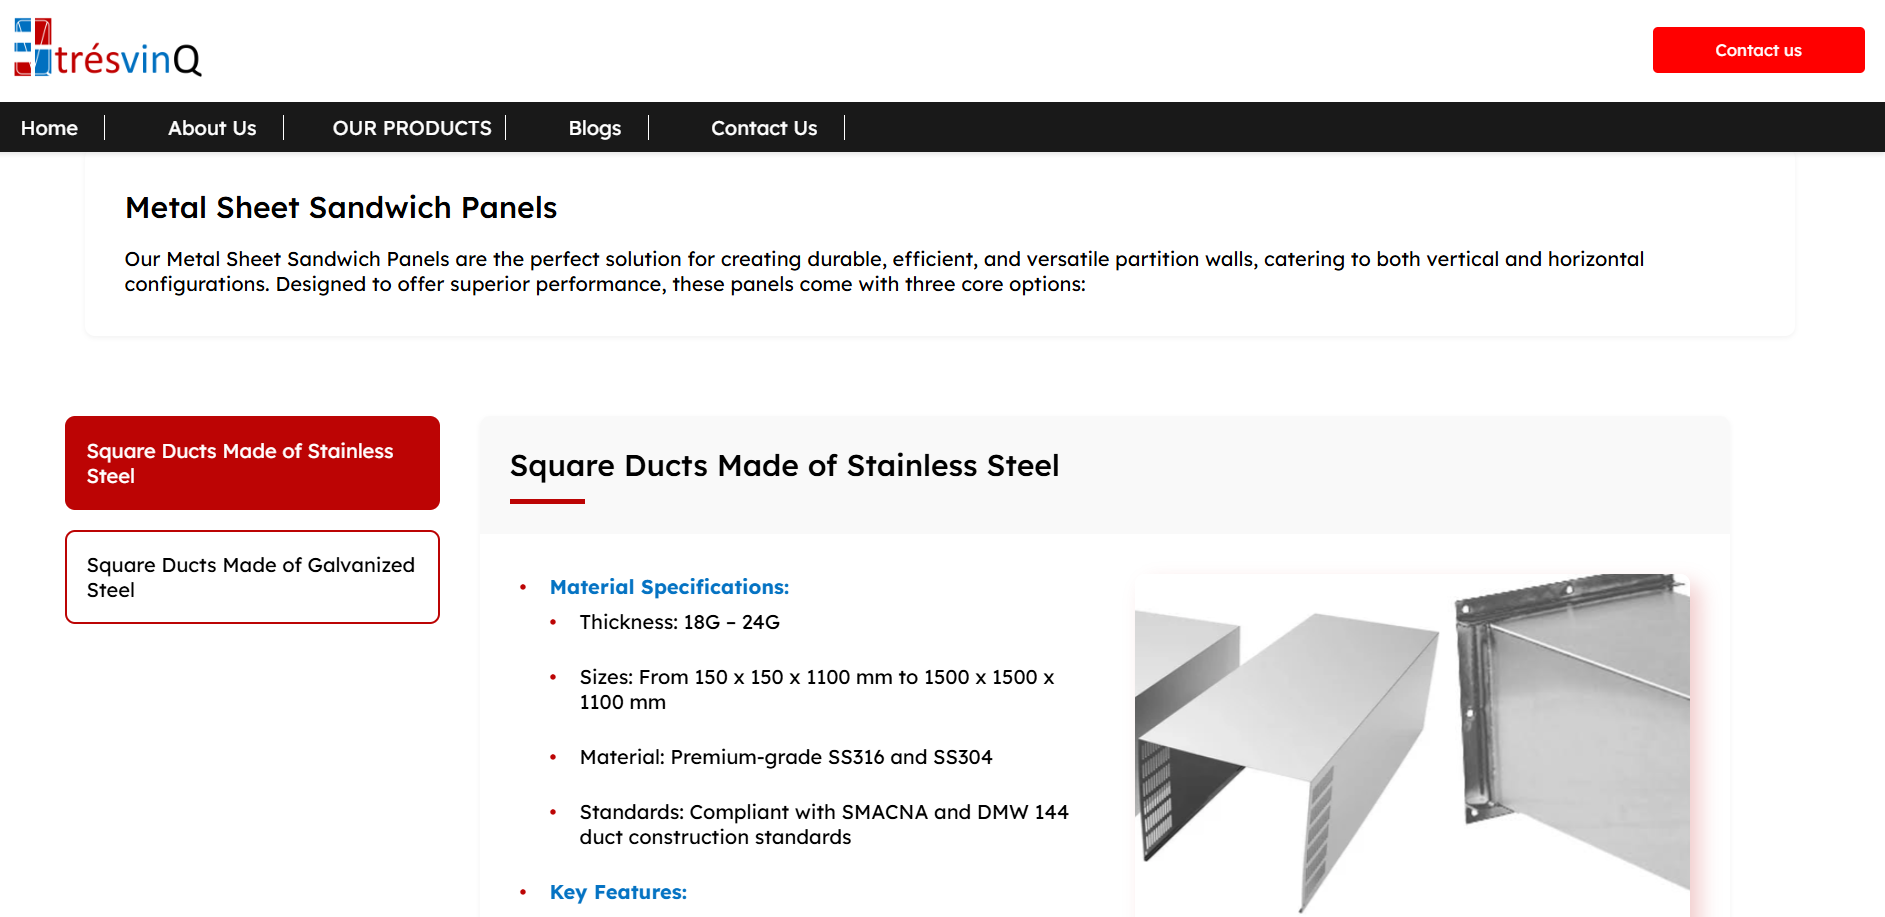 trésvinQ
Contact us
Home
About Us
OUR PRODUCTS
Blogs
Contact Us
Metal Sheet Sandwich Panels
Our Metal Sheet Sandwich Panels are the perfect solution for creating durable, efficient, and versatile partition walls, catering to both vertical and horizontal
configurations. Designed to offer superior performance, these panels come with three core options:
Square Ducts Made of Stainless
Steel
Square Ducts Made of Galvanized
Steel
Square Ducts Made of Stainless Steel
• Material Specifications:
• Thickness: 18G – 24G
• Sizes: From 150 x 150 x 1100 mm to 1500 x 1500 x
1100 mm
• Material: Premium-grade SS316 and SS304
• Standards: Compliant with SMACNA and DMW 144
duct construction standards
• Key Features: